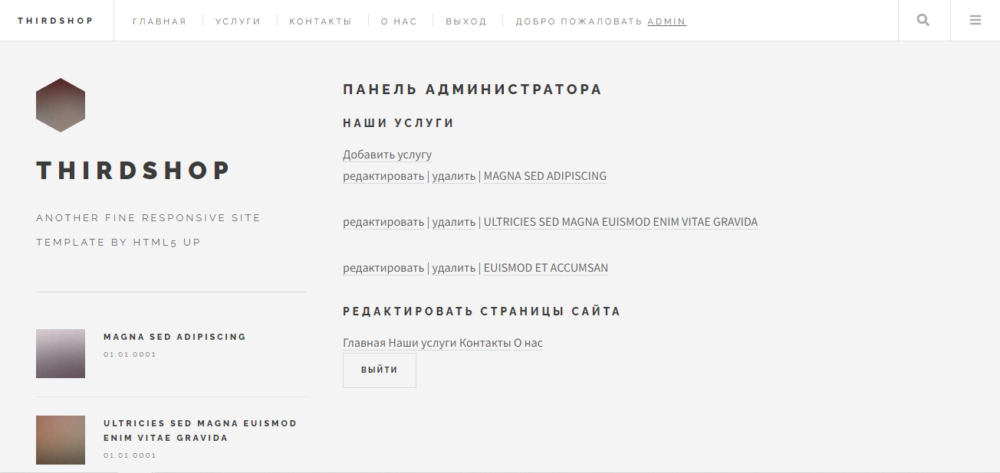 THIRDSHOP
ГЛАВНАЯ УСЛУГИ КОНТАКТЫ О НАС ВЫХОД ДОБРО ПОЖАЛОВАТЬ ADMIN
THIRDSHOP
ANOTHER FINE RESPONSIVE SITE
TEMPLATE BY HTML5 UP
MAGNA SED ADIPISCING
01.01.0001
ULTRICIES SED MAGNA EUISMOD
ENIM VITAE GRAVIDA
01.01.0001
ПАНЕЛЬ АДМИНИСТРАТОРА
НАШИ УСЛУГИ
Добавить услугу
редактировать | удалить | MAGNA SED ADIPISCING
редактировать | удалить | ULTRICIES SED MAGNA EUISMOD ENIM VITAE GRAVIDA
редактировать | удалить | EUISMOD ET ACCUMSAN
РЕДАКТИРОВАТЬ СТРАНИЦЫ САЙТА
Главная Наши услуги Контакты О нас
ВЫЙТИ